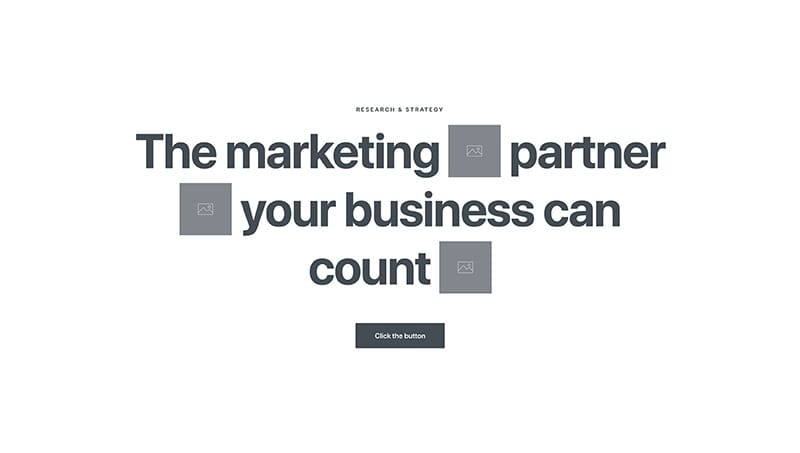 RESEARCH & STRATEGY
The marketing partner
your business can
count
Click the button